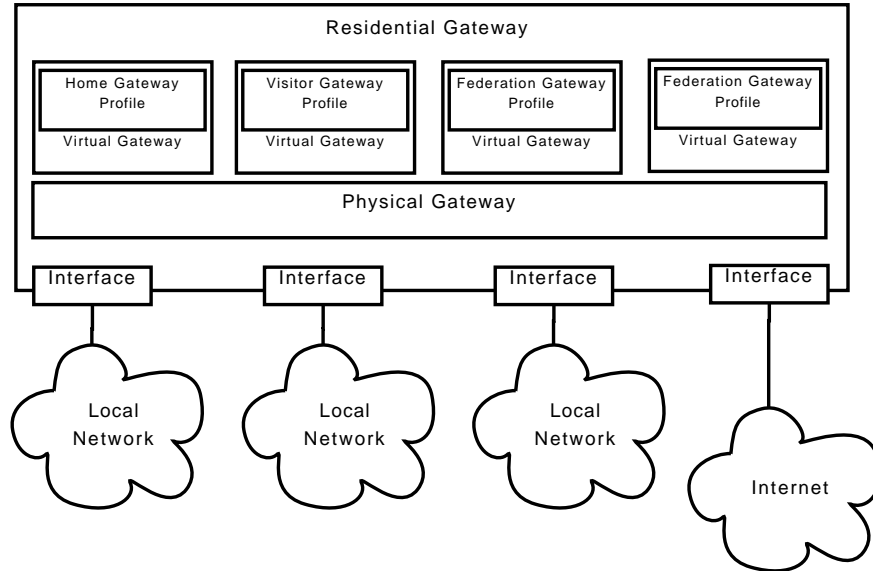 Residential Gateway
Home Gateway
Profile
Virtual Gateway
Visitor Gateway
Profile
Virtual Gateway
Federation Gateway
Profile
Virtual Gateway
Federation Gateway
Profile
Virtual Gateway
Physical Gateway
Interface
Interface
Interface
Interface
Local
Network
Local
Network
Local
Network
Internet